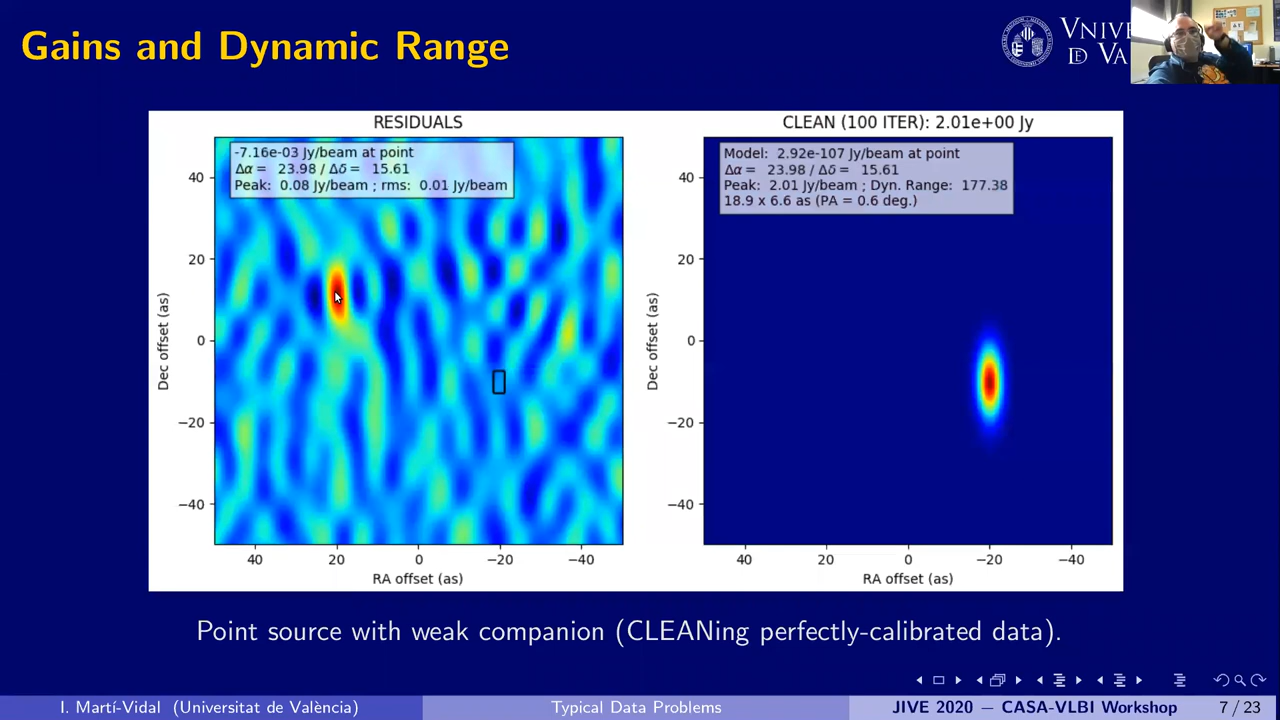 Gains and Dynamic Range
VNIVE
DE VA
RESIDUALS
-7.16e-03 Jy/beam at point
Δα = 23.98 / Δδ = 15.61
Peak: 0.08 Jy/beam ; rms: 0.01 Jy/beam
Dec offset (as)
40
20
0
−20
−40
40
20
0
−20
−40
RA offset (as)
CLEAN (100 ITER): 2.01e+00 Jy
Model: 2.92e-107 Jy/beam at point
Δα = 23.98 / Δδ = 15.61
Peak: 2.01 Jy/beam ; Dyn. Range: 177.38
18.9 x 6.6 as (PA = 0.6 deg.)
Dec offset (as)
40
20
0
−20
−40
40
20
0
−20
−40
RA offset (as)
Point source with weak companion (CLEANing perfectly-calibrated data).
I. Martí-Vidal (Universitat de València)
Typical Data Problems
JIVE 2020 − CASA-VLBI Workshop
7 / 23